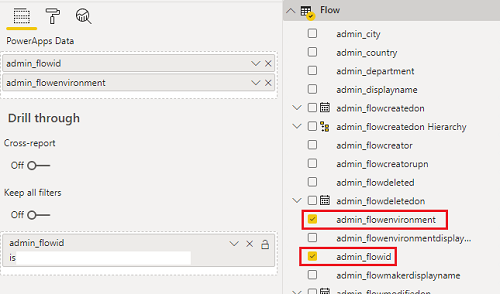 PowerApps Data
admin_flowid
admin_flowenvironment
Drill through
Cross-report
Off
Keep all filters
Off
admin_flowid
is
Flow
admin_city
admin_country
admin_department
admin_displayname
admin_flowcreatedon
admin_flowcreatedon Hierarchy
admin_flowcreator
admin_flowcreatorupn
admin_flowdeleted
admin_flowdeletedon
admin_flowenvironment
admin_flowenvironmentdisplay...
admin_flowid
admin_flowmakerdisplayname
admin_flowmodifiedon